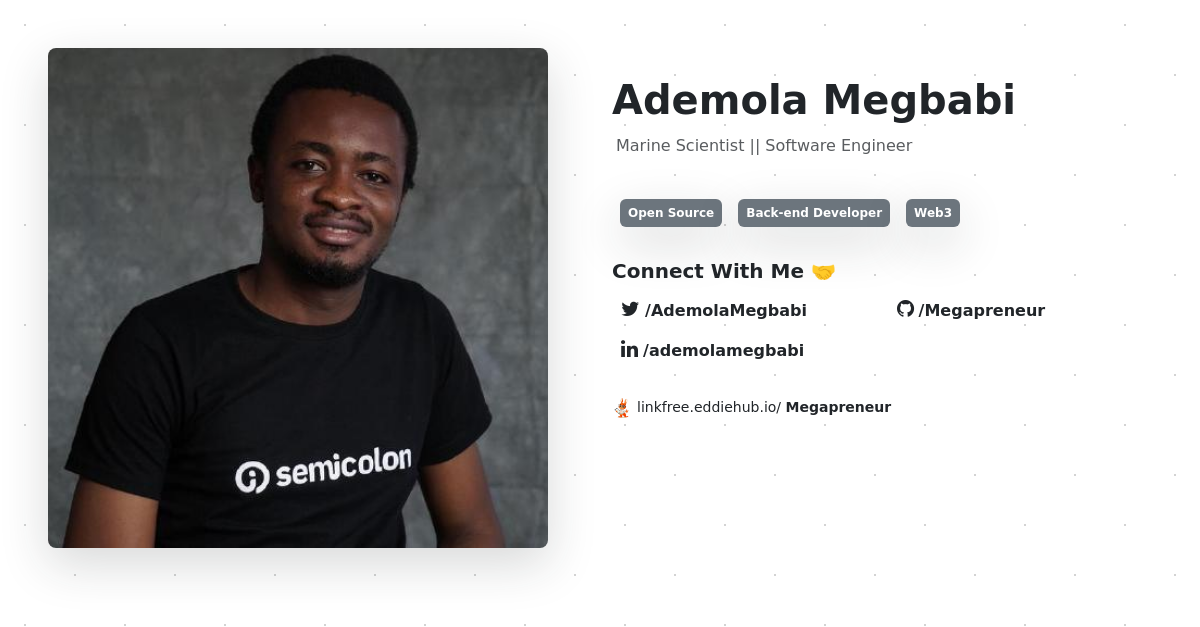 Ademola Megbabi
Marine Scientist || Software Engineer
Open Source Back-end Developer Web3
Connect With Me 🤝
/AdemolaMegbabi /Megapreneur
in /ademolamegbabi
linkfree.eddiehub.io/ Megapreneur
semicolon